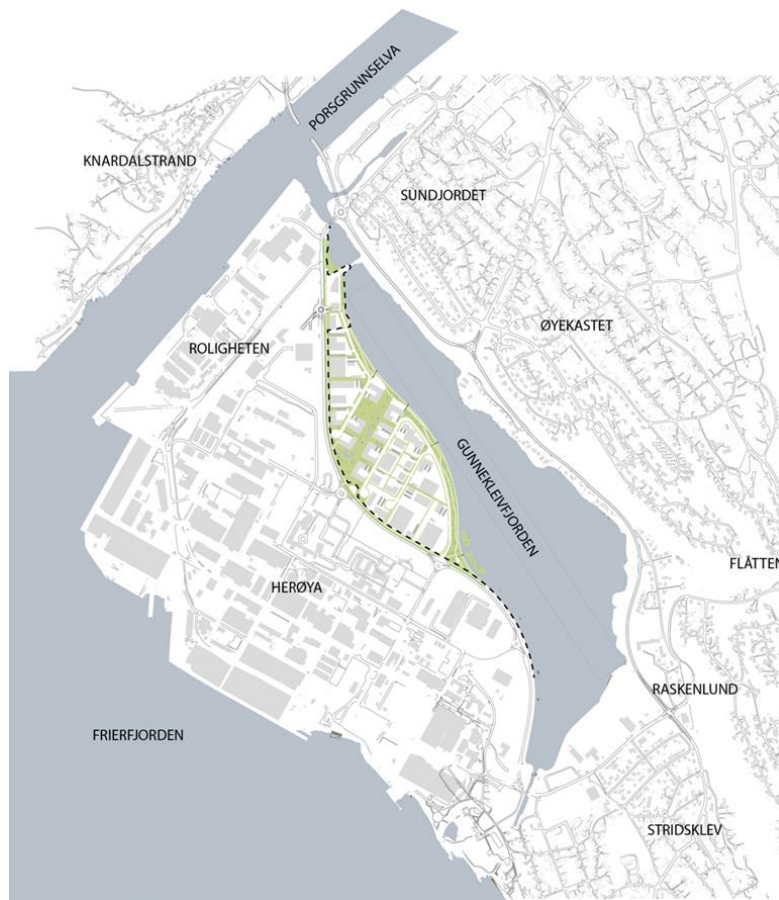 PORSGRUNNSELVA
KNARDALSTRAND
SUNDJORDET
ØYEKASTET
ROLIGHETEN
GUNNEKLEIVFJORDEN
FLÅTTEN
HERØYA
RASKENLUND
FRIERFJORDEN
STRIDSKLEV